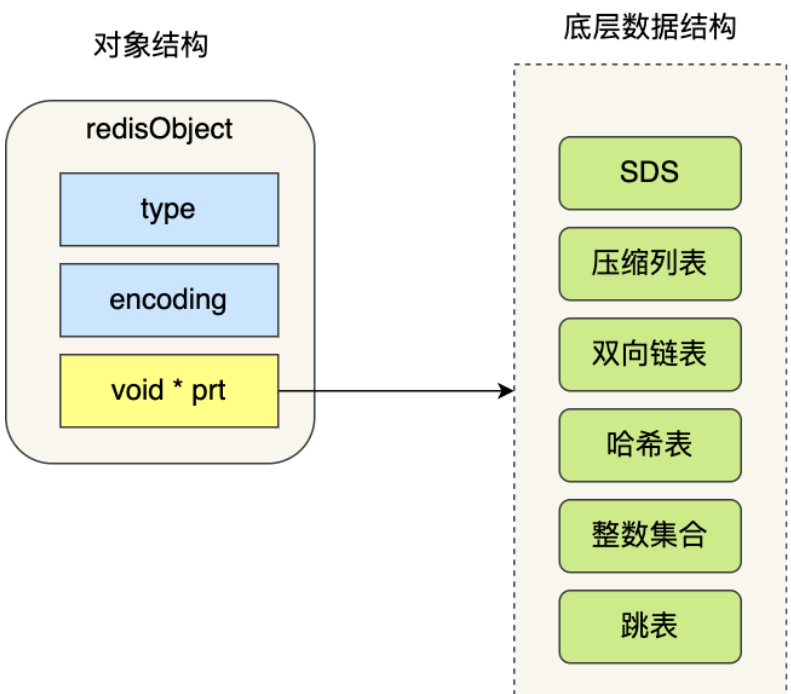 对象结构
redisObject
type
encoding
void * prt
底层数据结构
SDS
压缩列表
双向链表
哈希表
整数集合
跳表